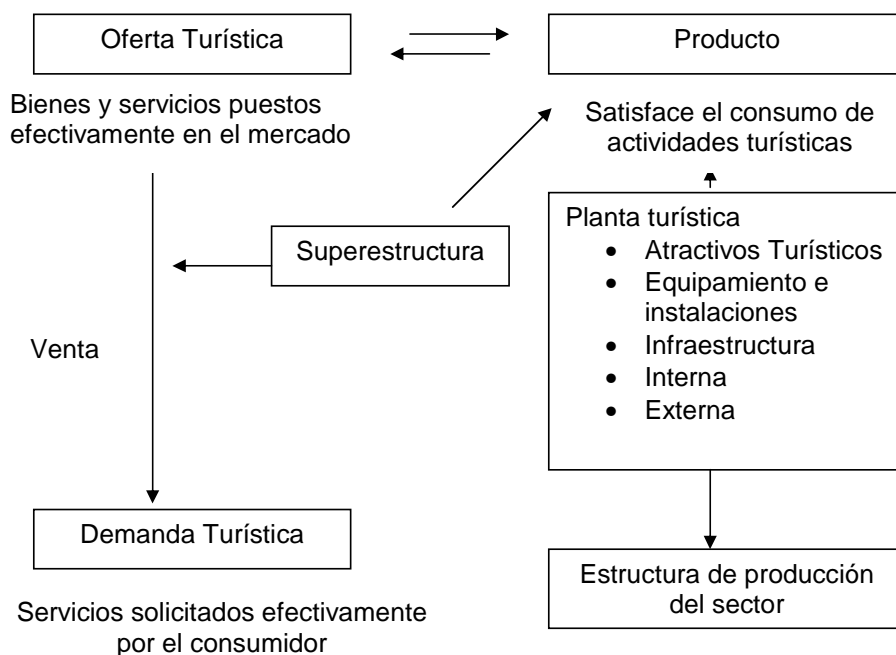 Oferta Turística
Producto
Bienes y servicios puestos
efectivamente en el mercado
Satisface el consumo de
actividades turísticas
Superestructura
Planta turística
• Atractivos Turísticos
• Equipamiento e
instalaciones
• Infraestructura
• Interna
• Externa
Venta
Demanda Turística
Servicios solicitados efectivamente
por el consumidor
Estructura de producción
del sector